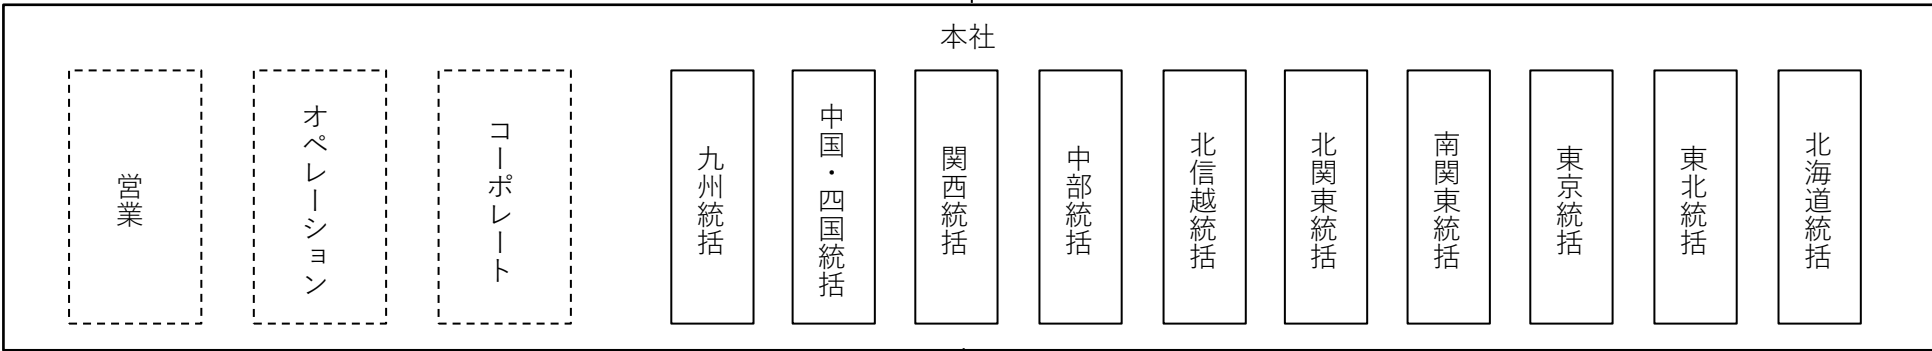 本社
営業
オペレーション
コーポレート
九州統括
中国・四国統括
関西統括
中部統括
北信越統括
北関東統括
南関東統括
東京統括
東北統括
北海道統括